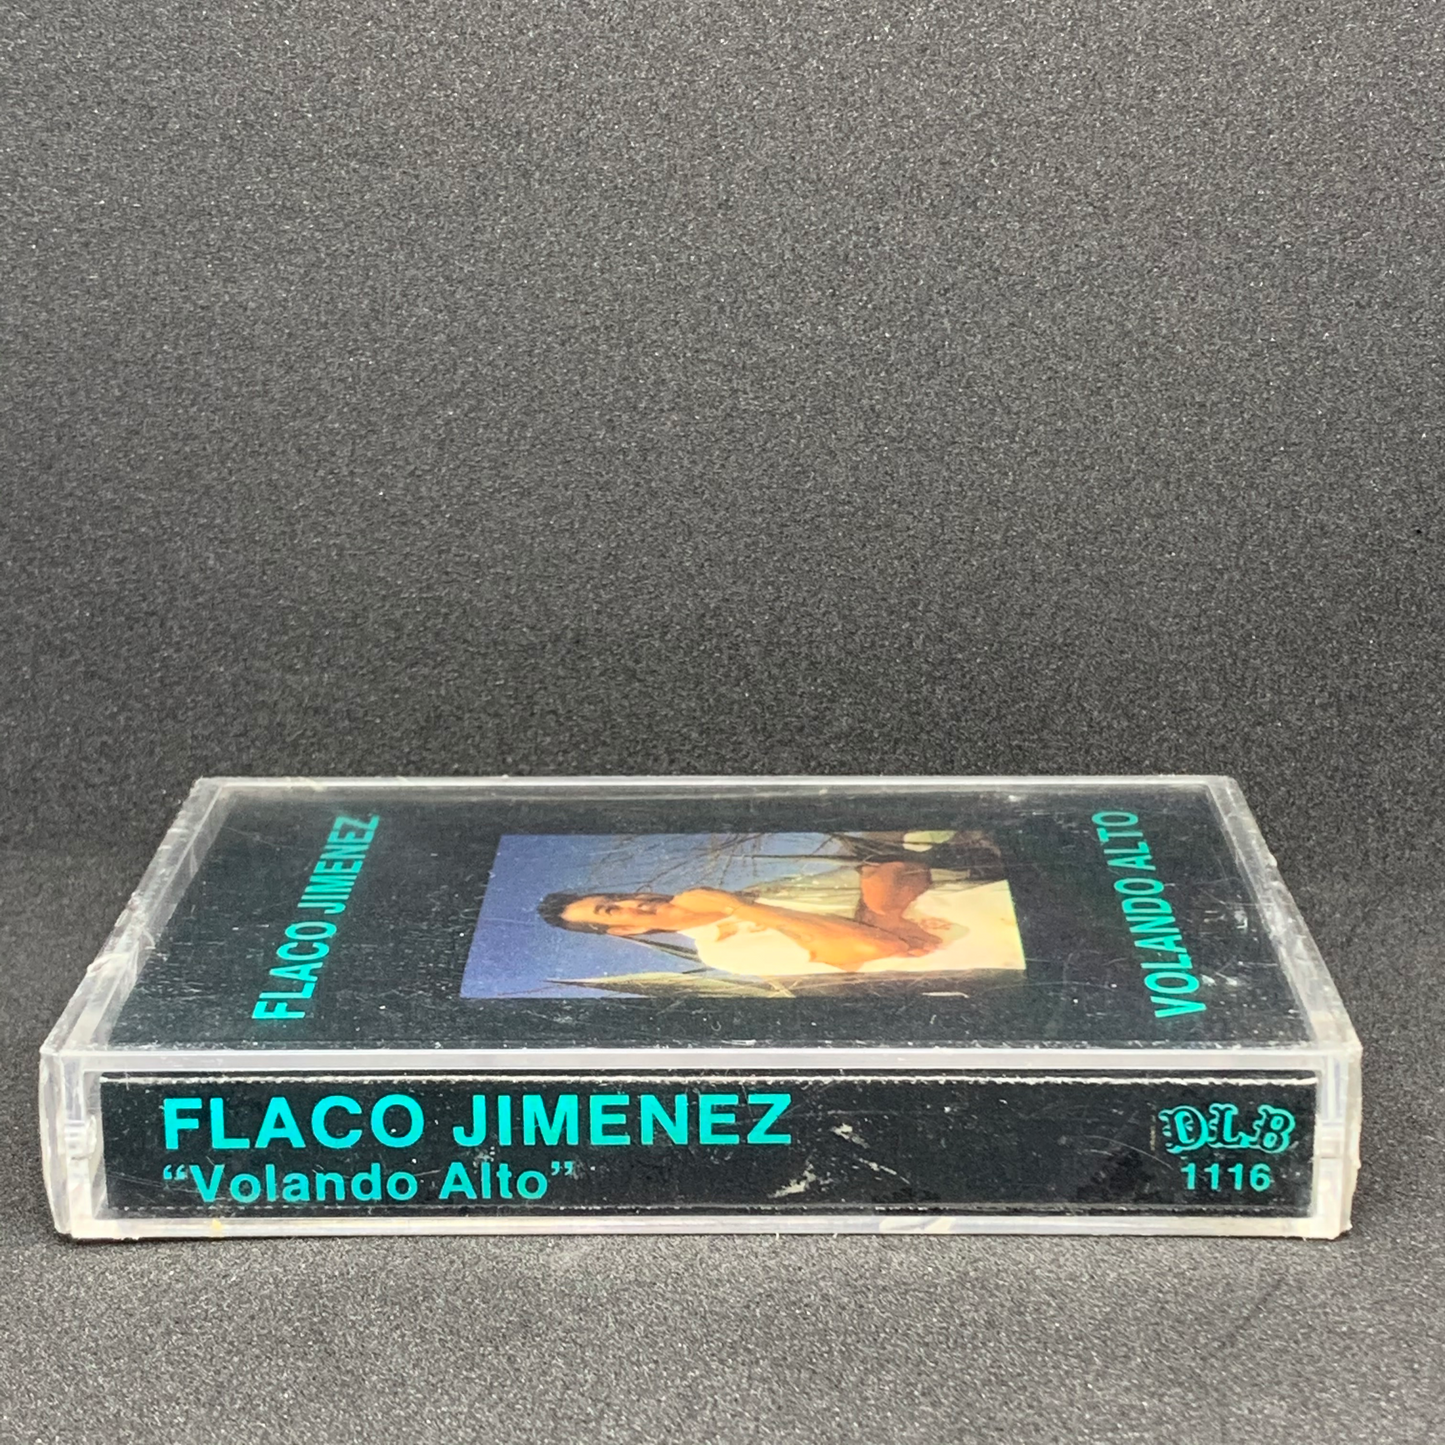 FLACO JIMENEZ
VOLANDO ALTO
FLACO JIMENEZ
“Volando Alto”
DLB
1116